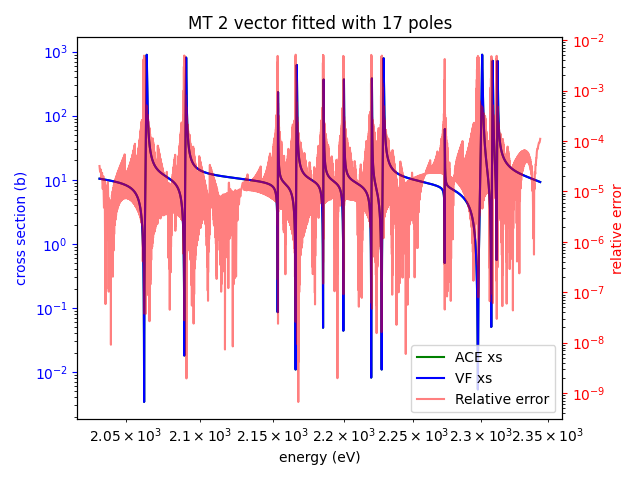 MT 2 vector fitted with 17 poles
10³
10²
10¹
10⁰
10⁻¹
10⁻²
cross section (b)
10⁻²
10⁻³
10⁻⁴
10⁻⁵
10⁻⁶
10⁻⁷
10⁻⁸
10⁻⁹
relative error
ACE xs
VF xs
Relative error
2.05×10³ 2.1×10³ 2.15×10³ 2.2×10³ 2.25×10³ 2.3×10³ 2.35×10³
energy (eV)